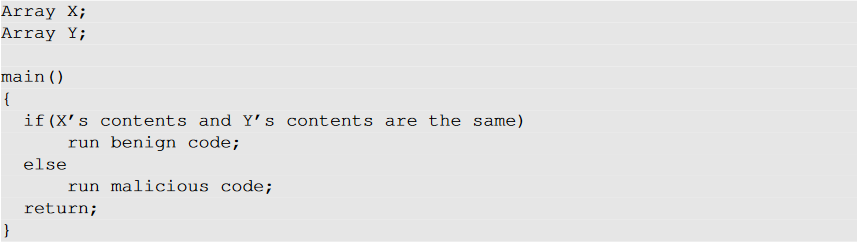 Array X;
Array Y;
main()
{
if(X’s contents and Y’s contents are the same)
run benign code;
else
run malicious code;
return;
}